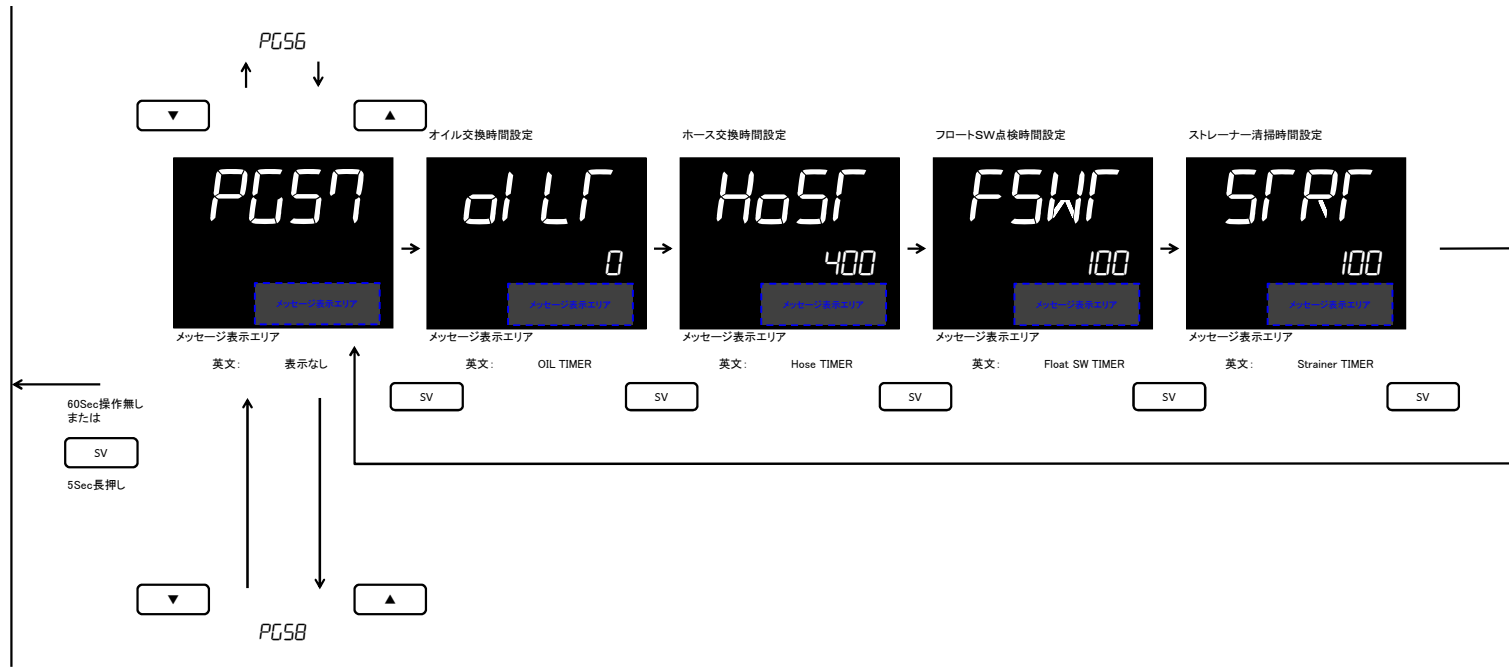 PGS6
▼
▲
オイル交換時間設定
ホース交換時間設定
フロートSW点検時間設定
ストレーナー清掃時間設定
PGS7
oILT
HoST
FSWT
STRT
0
400
100
100
メッセージ表示エリア
メッセージ表示エリア
メッセージ表示エリア
メッセージ表示エリア
メッセージ表示エリア
メッセージ表示エリア
メッセージ表示エリア
メッセージ表示エリア
メッセージ表示エリア
メッセージ表示エリア
英文: 表示なし
英文: OIL TIMER
英文: Hose TIMER
英文: Float SW TIMER
英文: Strainer TIMER
SV
SV
SV
SV
SV
60Sec操作無し
または
SV
5Sec長押し
▼
▲
PGS8